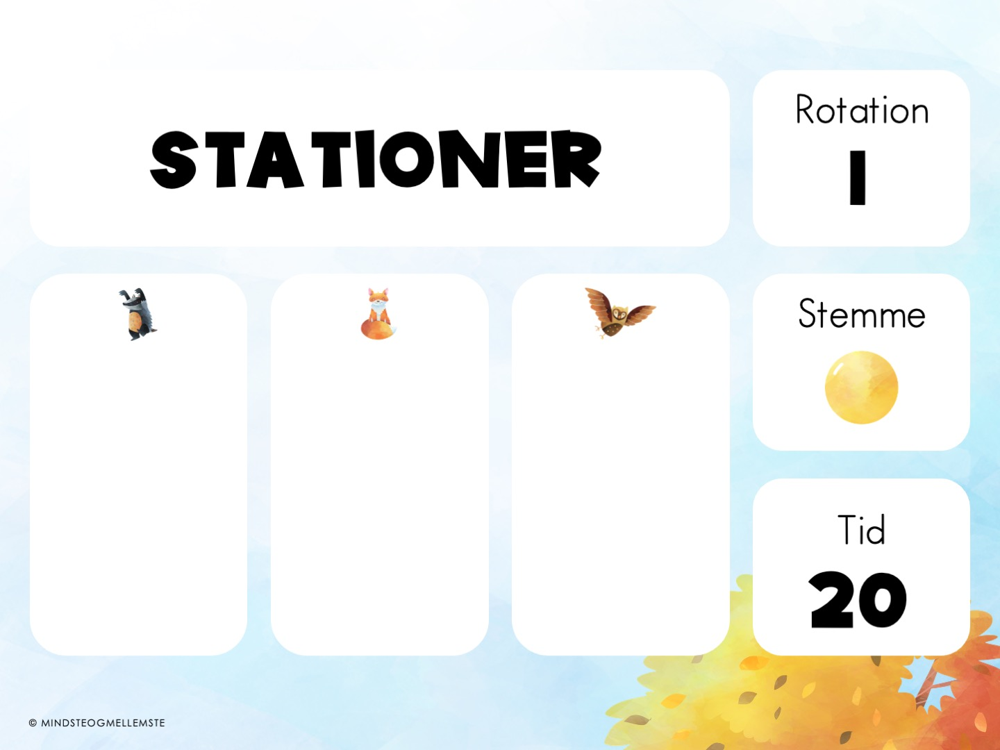 STATIONER
Rotation
1
Stemme
Tid
20
© MINDSTEOGMELLEMSTE